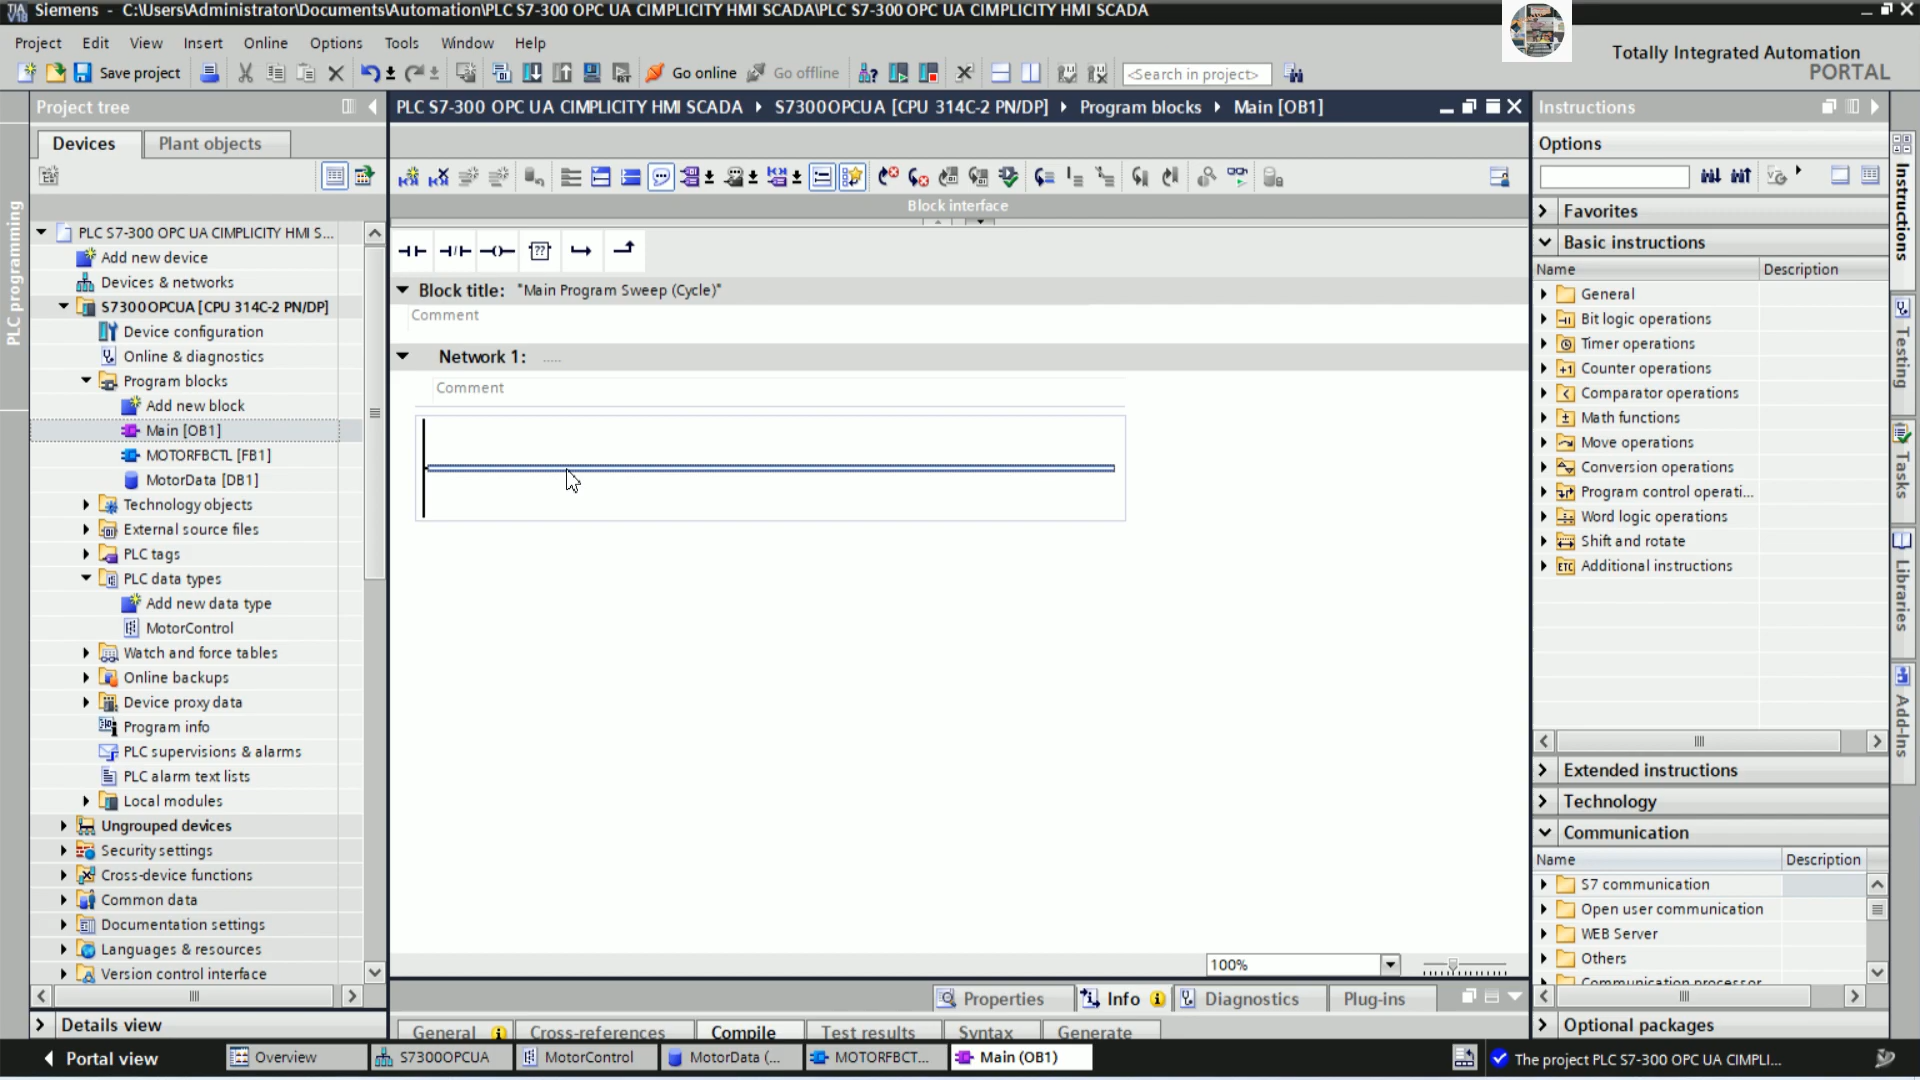 Siemens - C:\Users\Administrator\Documents\Automation\PLC S7-300 OPC UA CIMPLICITY HMI SCADA\PLC S7-300 OPC UA CIMPLICITY HMI SCADA
Project Edit View Insert Online Options Tools Window Help
Totally Integrated Automation
PORTAL
Save project
Go online
Go offline
<Search in project>
Project tree
PLC S7-300 OPC UA CIMPLICITY HMI SCADA
S7300OPCUA [CPU 314C-2 PN/DP]
Program blocks
Main [OB1]
Instructions
Devices
Plant objects
Options
PLC programming
Block interface
Favorites
Basic instructions
Name Description
General
Bit logic operations
Timer operations
Counter operations
Comparator operations
Math functions
Move operations
Conversion operations
Program control operati...
Word logic operations
Shift and rotate
Additional instructions
Extended instructions
Technology
Communication
Name Description
S7 communication
Open user communication
WEB Server
Others
Communication processor
Optional packages
Instructions
Testing
Tasks
Libraries
Add-Ins
PLC S7-300 OPC UA CIMPLICITY HMI S...
Add new device
Devices & networks
S7300OPCUA [CPU 314C-2 PN/DP]
Device configuration
Online & diagnostics
Program blocks
Add new block
Main [OB1]
MOTORFBCTL [FB1]
MotorData [DB1]
Technology objects
External source files
PLC tags
PLC data types
Add new data type
MotorControl
Watch and force tables
Online backups
Device proxy data
Program info
PLC supervisions & alarms
PLC alarm text lists
Local modules
Ungrouped devices
Security settings
Cross-device functions
Common data
Documentation settings
Languages & resources
Version control interface
Details view
??
Block title: "Main Program Sweep (Cycle)"
Comment
Network 1: .....
Comment
100%
Properties
Info
Diagnostics
Plug-ins
General
Cross-references
Compile
Test results
Syntax
Generate
Portal view
Overview
S7300OPCUA
MotorControl
MotorData (...
MOTORFBCT...
Main (OB1)
The project PLC S7-300 OPC UA CIMPLI...